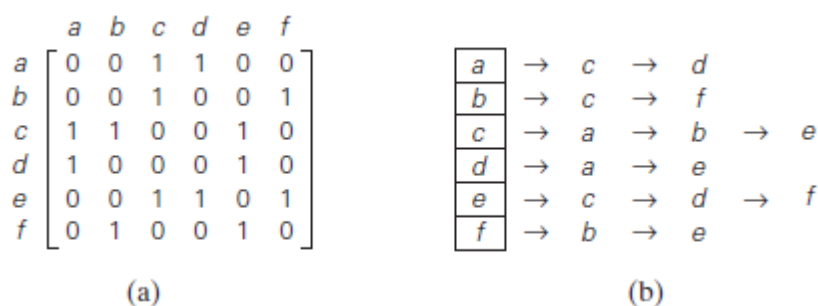 a b c d e f
a 0 0 1 1 0 0
b 0 0 1 0 0 1
c 1 1 0 0 1 0
d 1 0 0 0 1 0
e 0 0 1 1 0 1
f 0 1 0 0 1 0
(a)
a → c → d
b → c → f
c → a → b → e
d → a → e
e → c → d → f
f → b → e
(b)